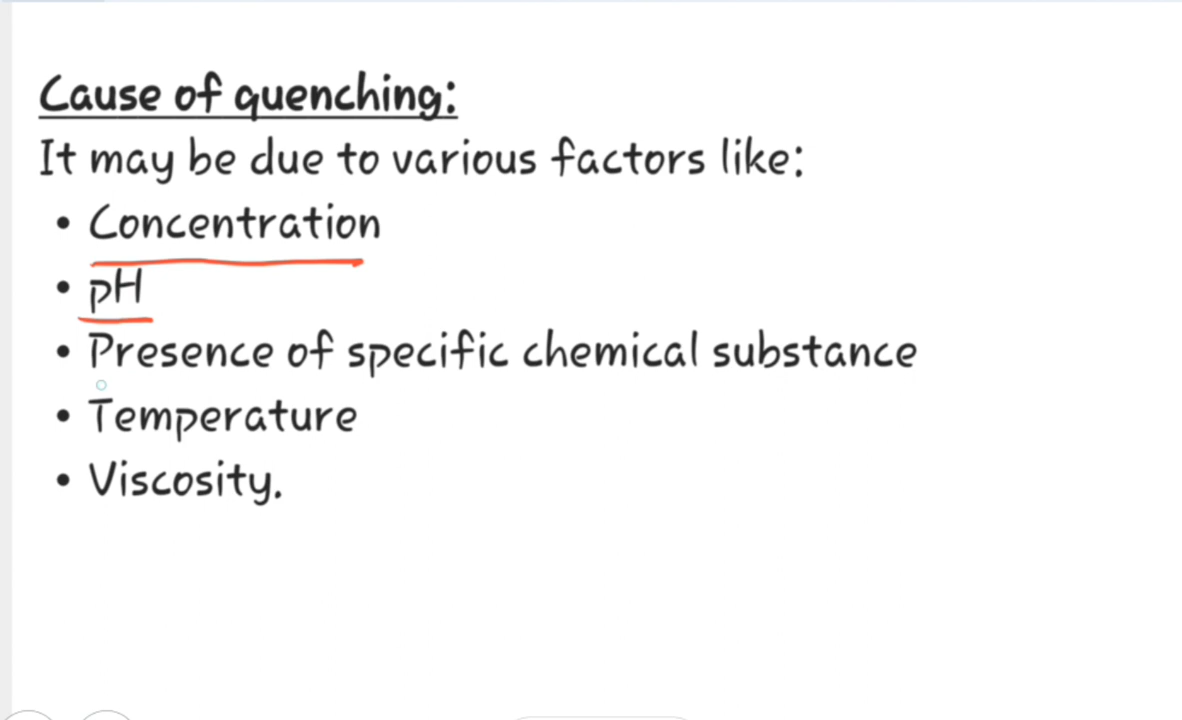 Cause of quenching:
It may be due to various factors like:
• Concentration
• pH
• Presence of specific chemical substance
• Temperature
• Viscosity.